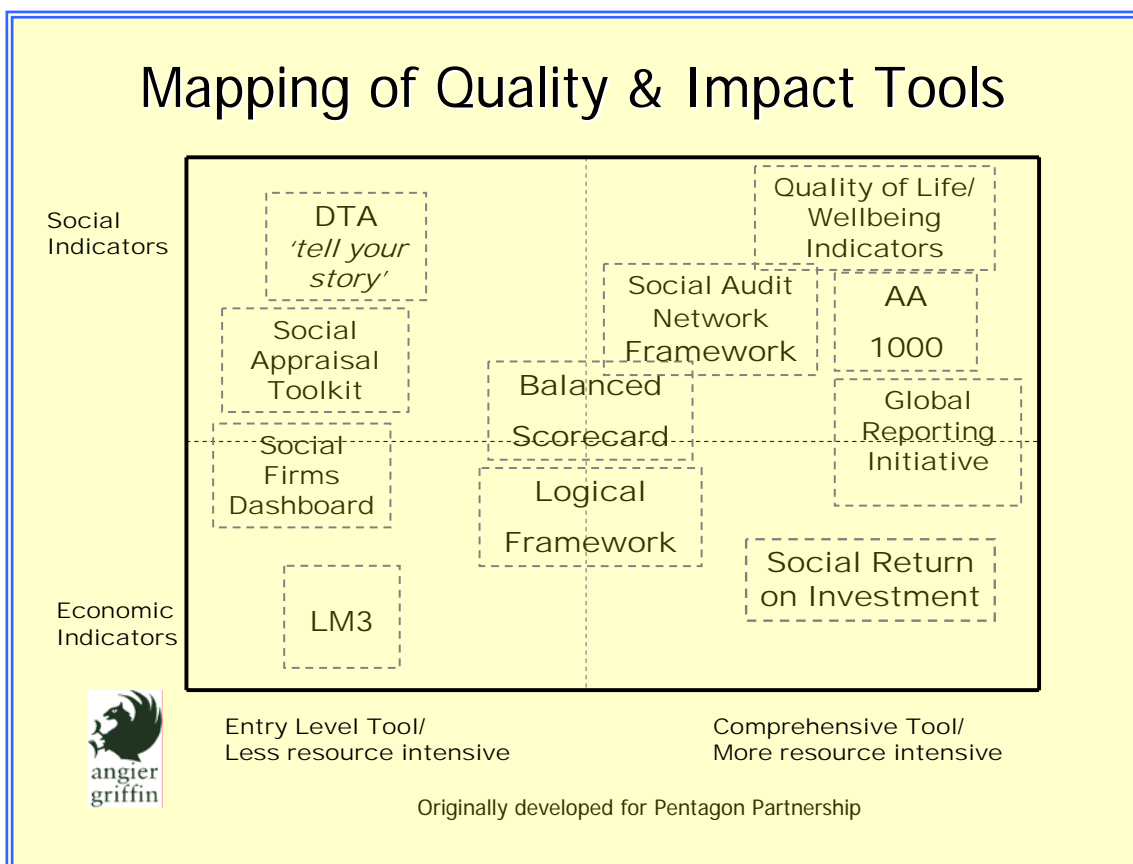 Mapping of Quality & Impact Tools
Social
Indicators
DTA
'tell your
story'
Quality of Life/
Wellbeing
Indicators
Social Audit
Network
Framework
AA
1000
Social
Appraisal
Toolkit
Balanced
Scorecard
Global
Reporting
Initiative
Social
Firms
Dashboard
Logical
Framework
Social Return
on Investment
Economic
Indicators
LM3
angier
griffin
Entry Level Tool/
Less resource intensive
Comprehensive Tool/
More resource intensive
Originally developed for Pentagon Partnership